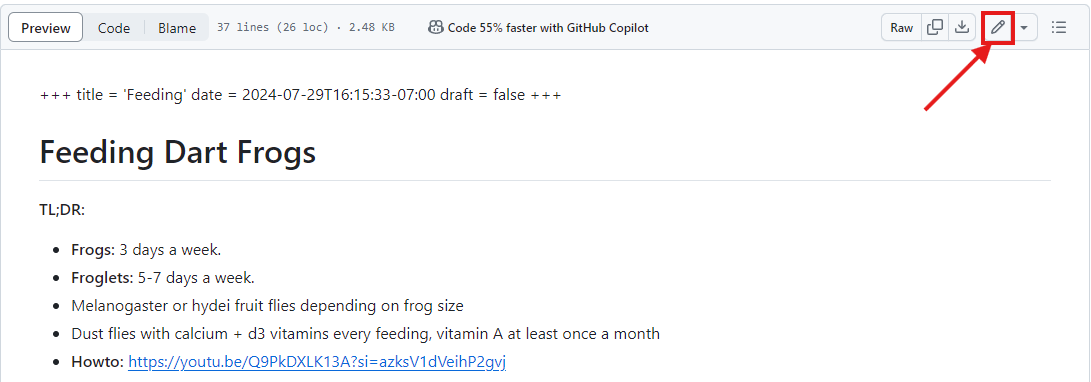 Preview Code Blame 37 lines (26 loc) · 2.48 KB Code 55% faster with GitHub Copilot Raw
+++ title = 'Feeding' date = 2024-07-29T16:15:33-07:00 draft = false +++
Feeding Dart Frogs
TL;DR:
Frogs: 3 days a week.
Froglets: 5-7 days a week.
Melanogaster or hydei fruit flies depending on frog size
Dust flies with calcium + d3 vitamins every feeding, vitamin A at least once a month
Howto: https://youtu.be/Q9PkDXLK13A?si=azksV1dVeihP2gvj